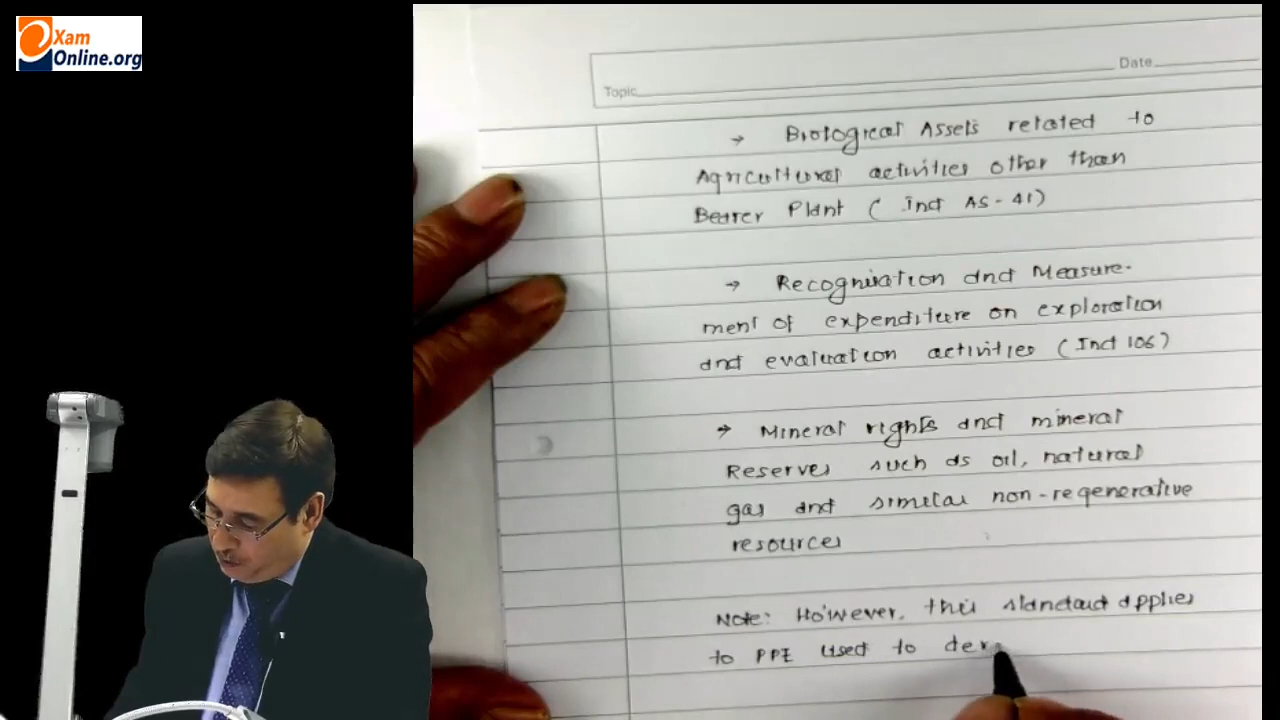 Xam
Online.org
Topic
Date
→ Biological Assets related to
Agricultural activities other than
Bearer Plant ( Ind AS-41)
→ Recognisation and Measure-
ment of expenditure on exploration
and evaluation activities (Ind 106)
→ Mineral rights and mineral
Reserves such as oil, natural
gas and similar non-regenerative
resources
Note: However, this standard applies
to PPE used to der